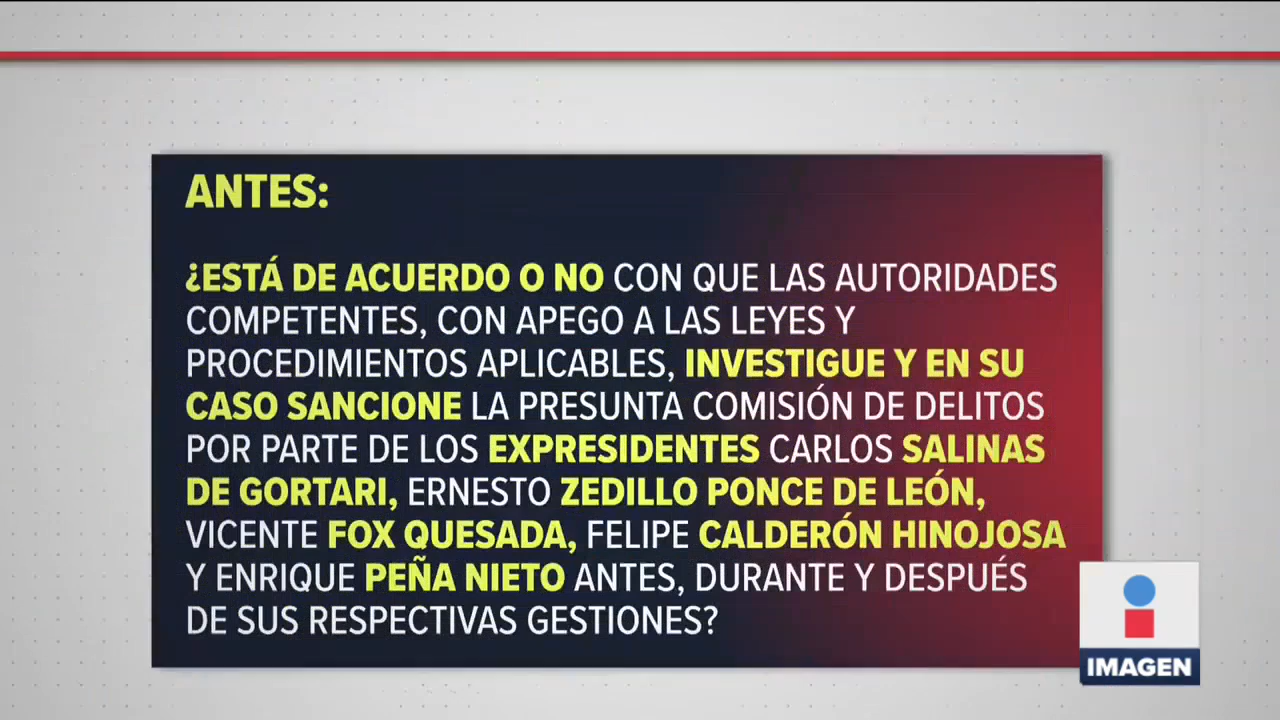 ANTES:
¿ESTÁ DE ACUERDO O NO CON QUE LAS AUTORIDADES
COMPETENTES, CON APEGO A LAS LEYES Y
PROCEDIMIENTOS APLICABLES, INVESTIGUE Y EN SU
CASO SANCIONE LA PRESUNTA COMISIÓN DE DELITOS
POR PARTE DE LOS EXPRESIDENTES CARLOS SALINAS
DE GORTARI, ERNESTO ZEDILLO PONCE DE LEÓN,
VICENTE FOX QUESADA, FELIPE CALDERÓN HINOJOSA
Y ENRIQUE PEÑA NIETO ANTES, DURANTE Y DESPUÉS
DE SUS RESPECTIVAS GESTIONES?
IMAGEN